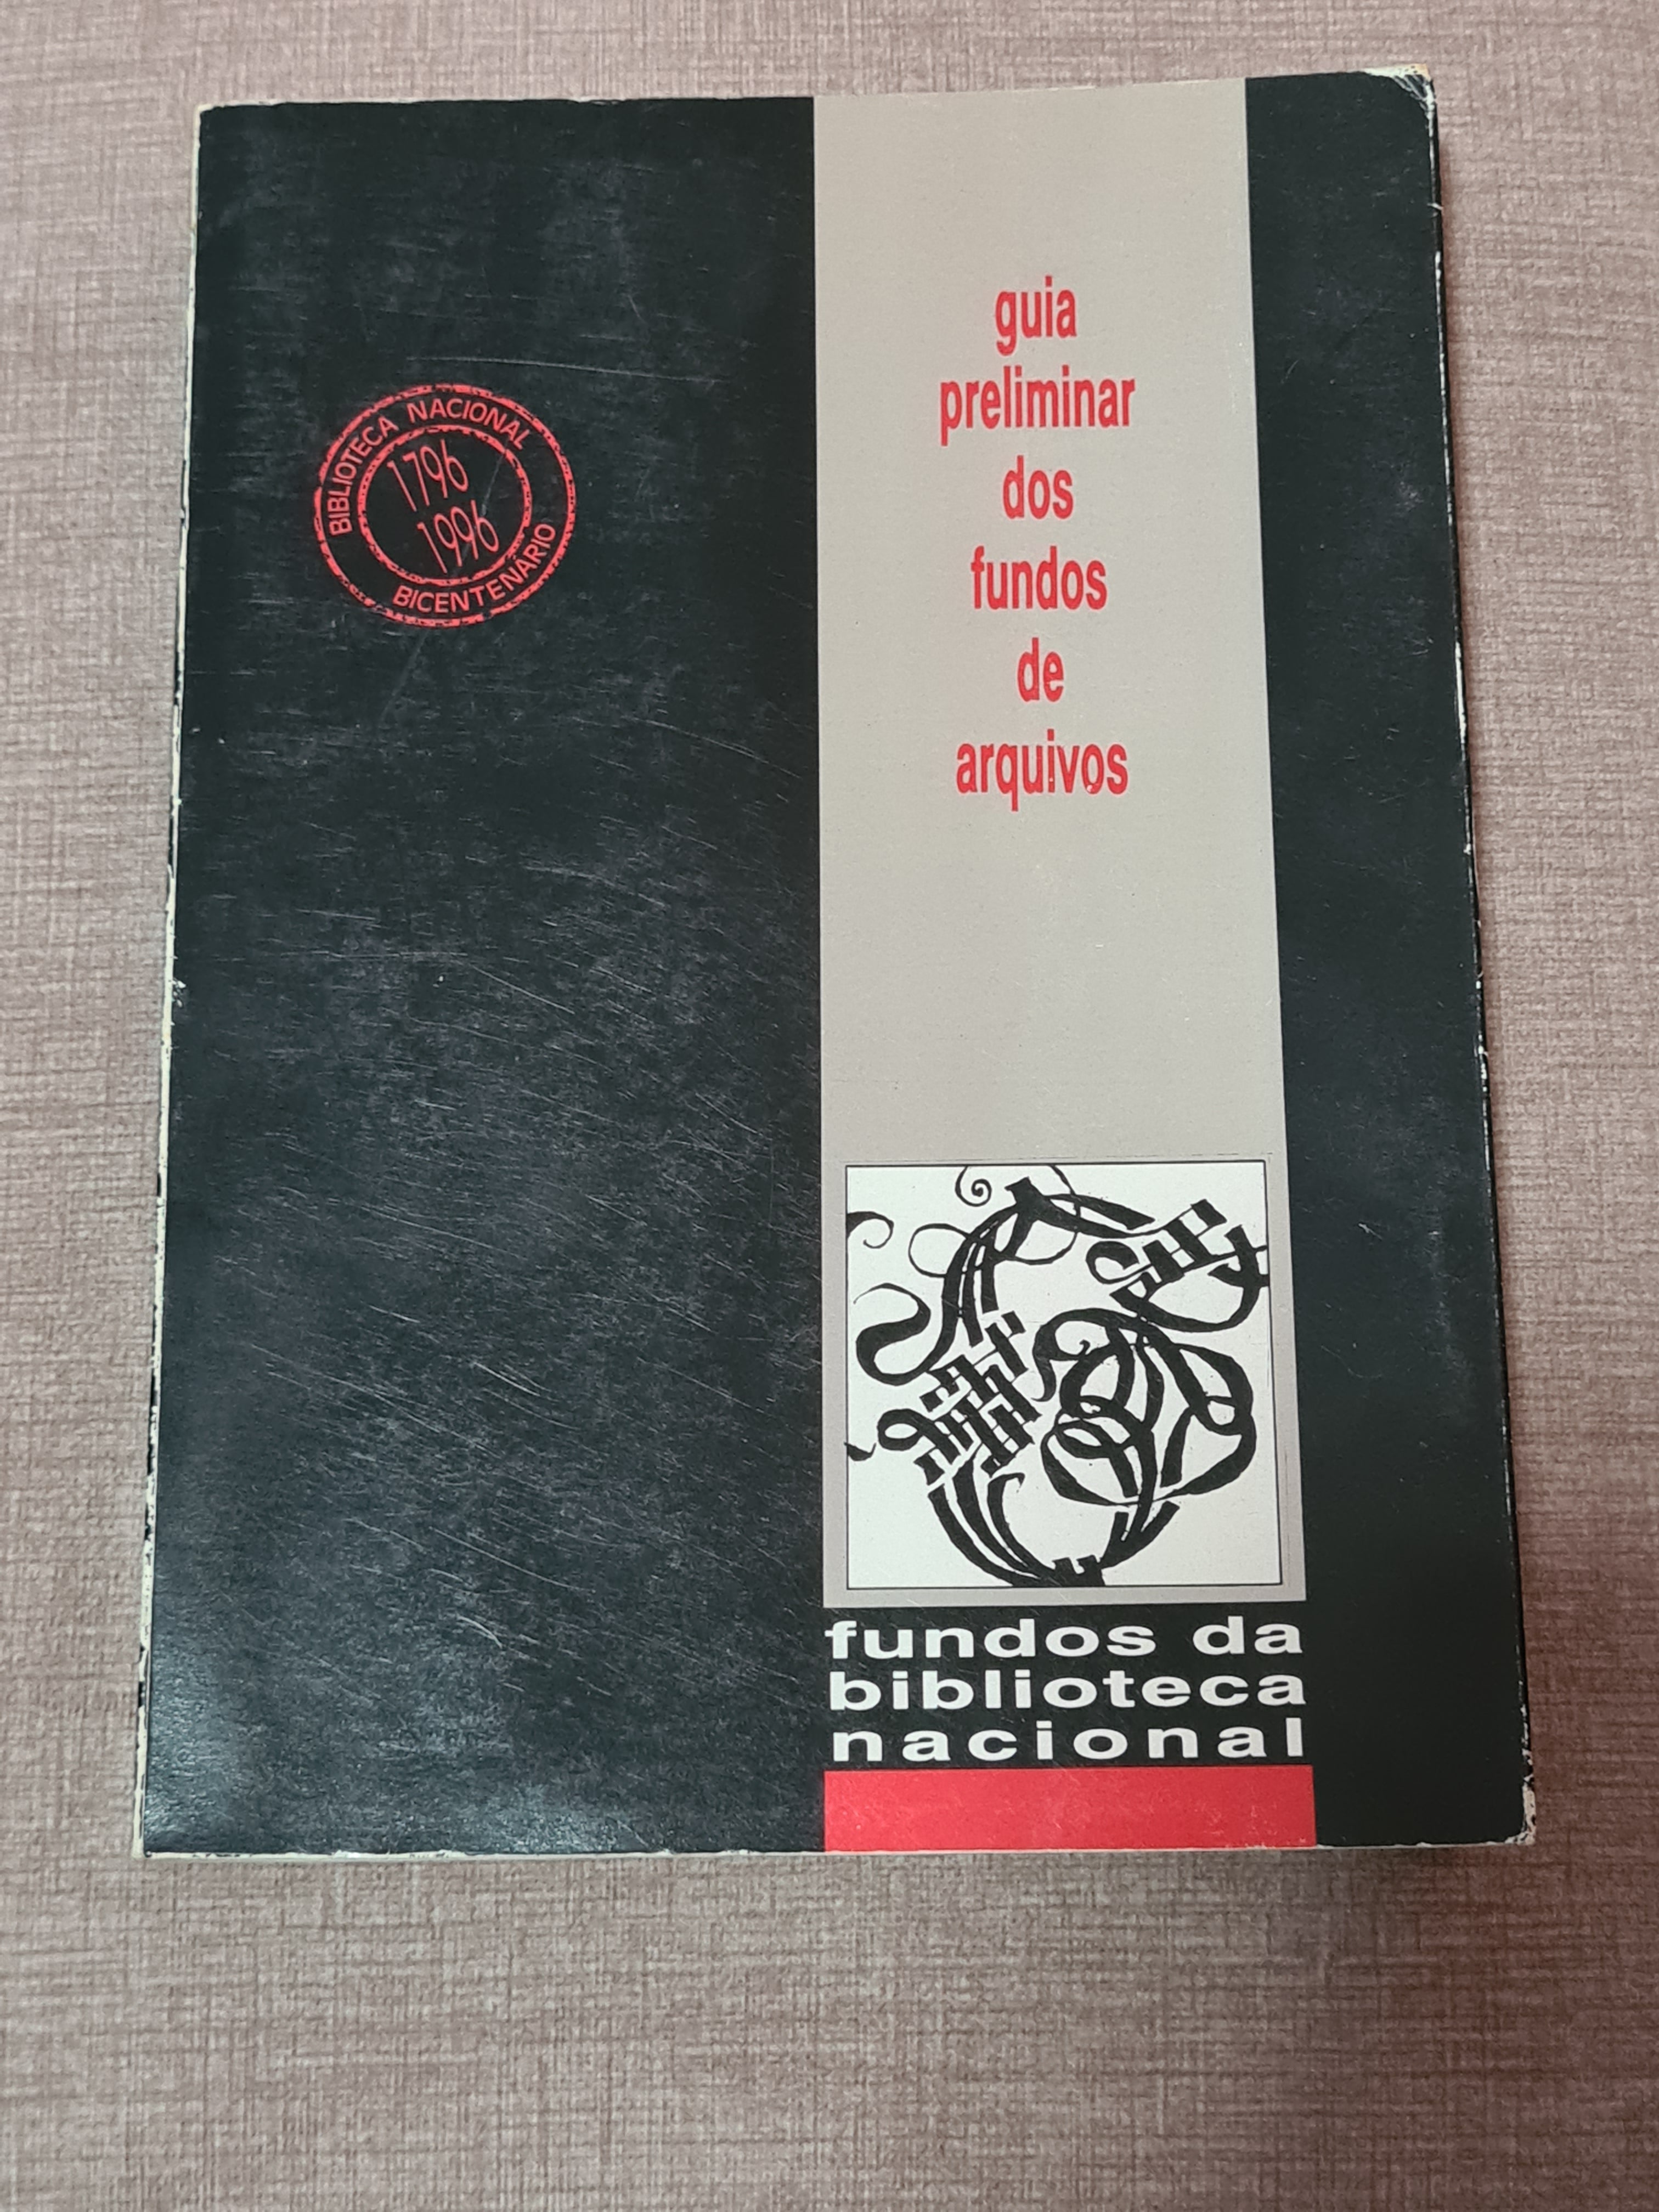 BIBLIOTECA NACIONAL
1796
1996
BICENTENÁRIO
guia
preliminar
dos
fundos
de
arquivos
fundos da
biblioteca
nacional